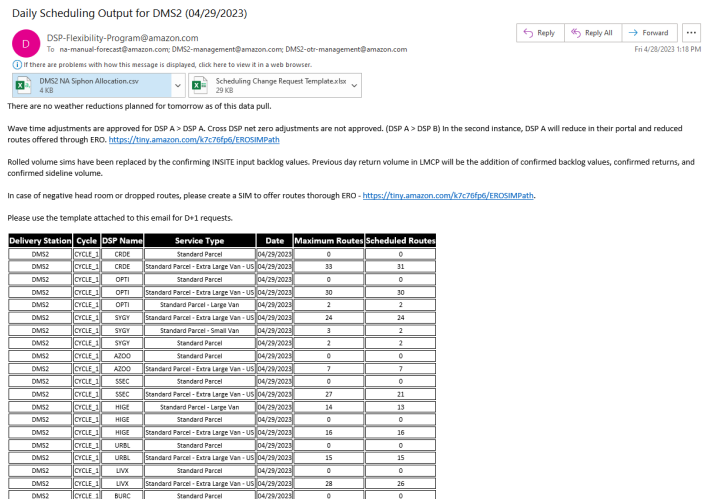 Daily Scheduling Output for DMS2 (04/29/2023)
D
DSP-Flexibility-Program@amazon.com
To na-manual-forecast@amazon.com; DMS2-management@amazon.com; DMS2-otr-management@amazon.com
Reply Reply All Forward ...
Fri 4/28/2023 1:18 PM
If there are problems with how this message is displayed, click here to view it in a web browser.
DMS2 NA Siphon Allocation.csv
4 KB
Scheduling Change Request Template.xlsx
29 KB
There are no weather reductions planned for tomorrow as of this data pull.
Wave time adjustments are approved for DSP A > DSP A. Cross DSP net zero adjustments are not approved. (DSP A > DSP B) In the second instance, DSP A will reduce in their portal and reduced
routes offered through ERO. https://tiny.amazon.com/k7c76fp6/EROSIMPath
Rolled volume sims have been replaced by the confirming INSITE input backlog values. Previous day return volume in LMCP will be the addition of confirmed backlog values, confirmed returns, and
confirmed sideline volume.
In case of negative head room or dropped routes, please create a SIM to offer routes thorough ERO - https://tiny.amazon.com/k7c76fp6/EROSIMPath.
Please use the template attached to this email for D+1 requests.
Delivery Station Cycle DSP Name Service Type Date Maximum Routes Scheduled Routes
DMS2 CYCLE_1 CRDE Standard Parcel 04/29/2023 0 0
DMS2 CYCLE_1 CRDE Standard Parcel - Extra Large Van - US 04/29/2023 33 31
DMS2 CYCLE_1 OPTI Standard Parcel 04/29/2023 0 0
DMS2 CYCLE_1 OPTI Standard Parcel - Extra Large Van - US 04/29/2023 30 30
DMS2 CYCLE_1 OPTI Standard Parcel - Large Van 04/29/2023 2 2
DMS2 CYCLE_1 SYGY Standard Parcel - Extra Large Van - US 04/29/2023 24 24
DMS2 CYCLE_1 SYGY Standard Parcel - Small Van 04/29/2023 3 2
DMS2 CYCLE_1 SYGY Standard Parcel 04/29/2023 2 2
DMS2 CYCLE_1 AZOO Standard Parcel 04/29/2023 0 0
DMS2 CYCLE_1 AZOO Standard Parcel - Extra Large Van - US 04/29/2023 7 7
DMS2 CYCLE_1 SSEC Standard Parcel 04/29/2023 0 0
DMS2 CYCLE_1 SSEC Standard Parcel - Extra Large Van - US 04/29/2023 27 21
DMS2 CYCLE_1 HIGE Standard Parcel - Large Van 04/29/2023 14 13
DMS2 CYCLE_1 HIGE Standard Parcel 04/29/2023 0 0
DMS2 CYCLE_1 HIGE Standard Parcel - Extra Large Van - US 04/29/2023 16 16
DMS2 CYCLE_1 URBL Standard Parcel 04/29/2023 0 0
DMS2 CYCLE_1 URBL Standard Parcel - Extra Large Van - US 04/29/2023 15 15
DMS2 CYCLE_1 LIVX Standard Parcel 04/29/2023 0 0
DMS2 CYCLE_1 LIVX Standard Parcel - Extra Large Van - US 04/29/2023 28 26
DMS2 CYCLE_1 BURC Standard Parcel 04/29/2023 0 0